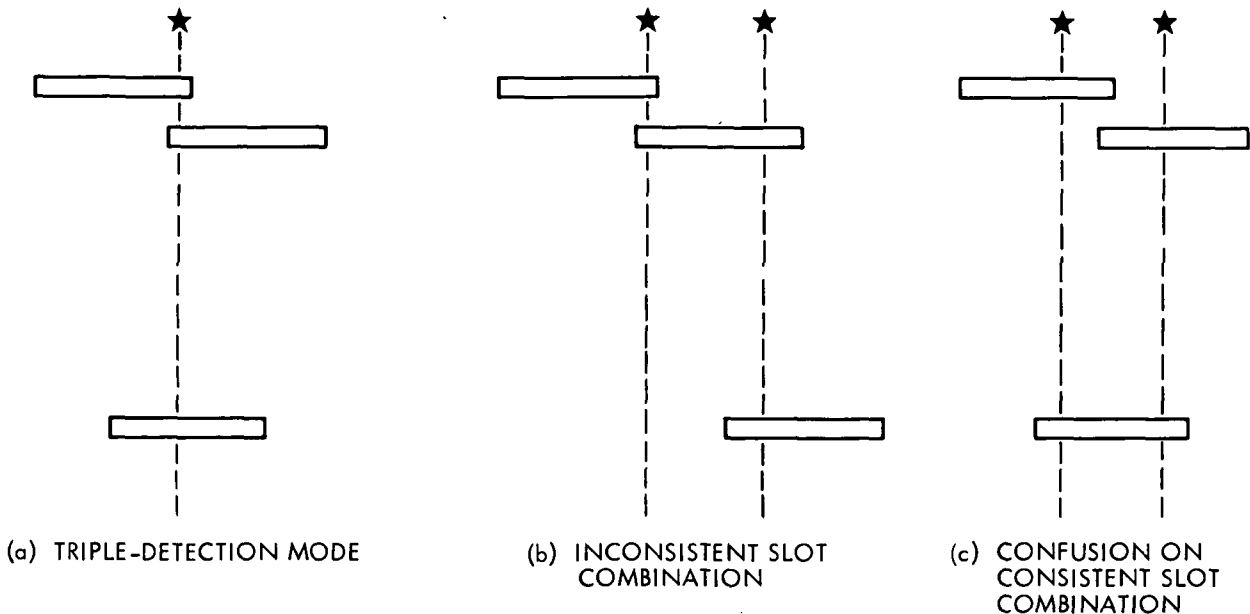 (a) TRIPLE-DETECTION MODE
(b) INCONSISTENT SLOT
COMBINATION
(c) CONFUSION ON
CONSISTENT SLOT
COMBINATION